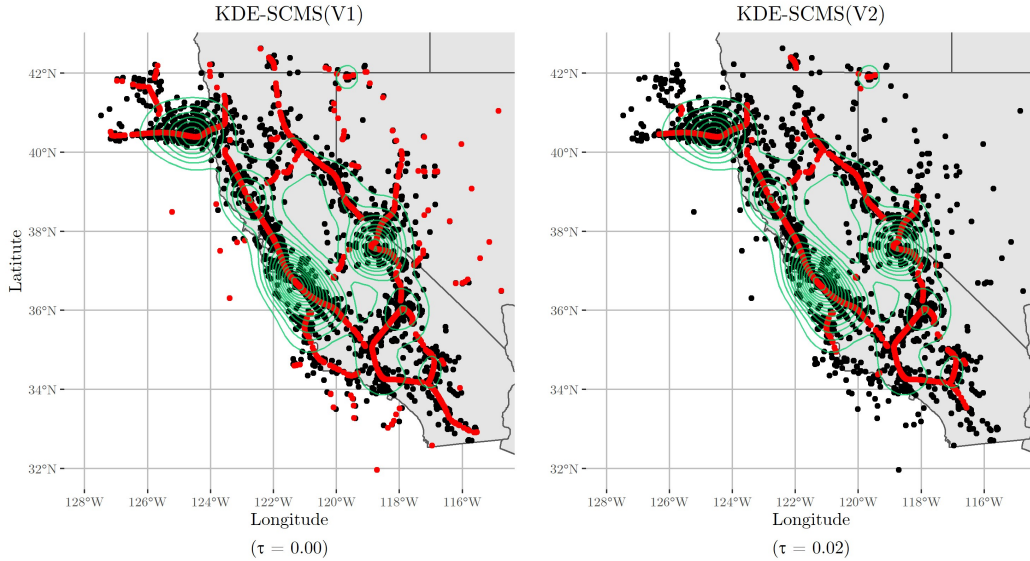 KDE-SCMS(V1)
42°N
40°N
38°N
36°N
34°N
32°N
Latitute
128°W 126°W 124°W 122°W 120°W 118°W 116°W
Longitude
(τ = 0.00)
KDE-SCMS(V2)
42°N
40°N
38°N
36°N
34°N
32°N
128°W 126°W 124°W 122°W 120°W 118°W 116°W
Longitude
(τ = 0.02)